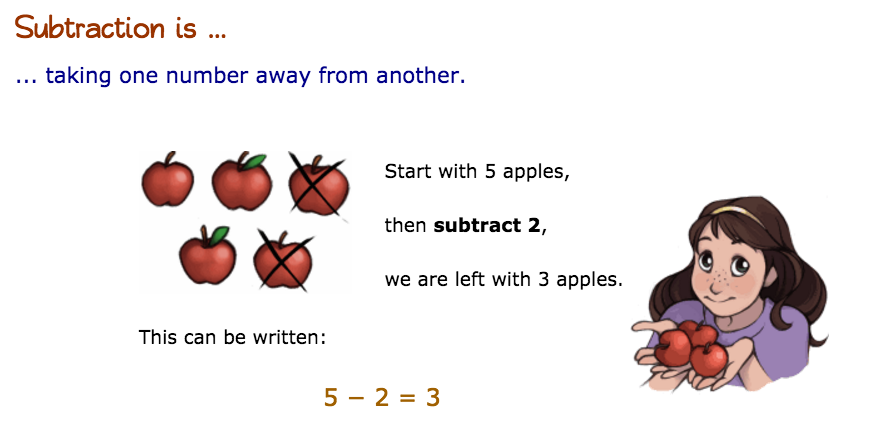 Subtraction is ...
... taking one number away from another.
Start with 5 apples,
then subtract 2,
we are left with 3 apples.
This can be written:
5 − 2 = 3